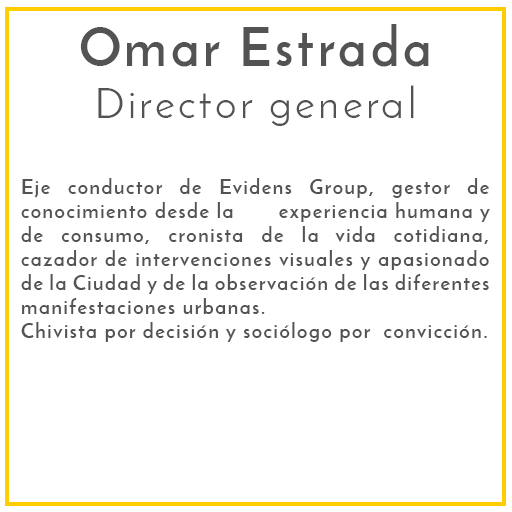 Omar Estrada
Director general
Eje conductor de Evidens Group, gestor de
conocimiento desde la experiencia humana y
de consumo, cronista de la vida cotidiana,
cazador de intervenciones visuales y apasionado
de la Ciudad y de la observación de las diferentes
manifestaciones urbanas.
Chivista por decisión y sociólogo por convicción.